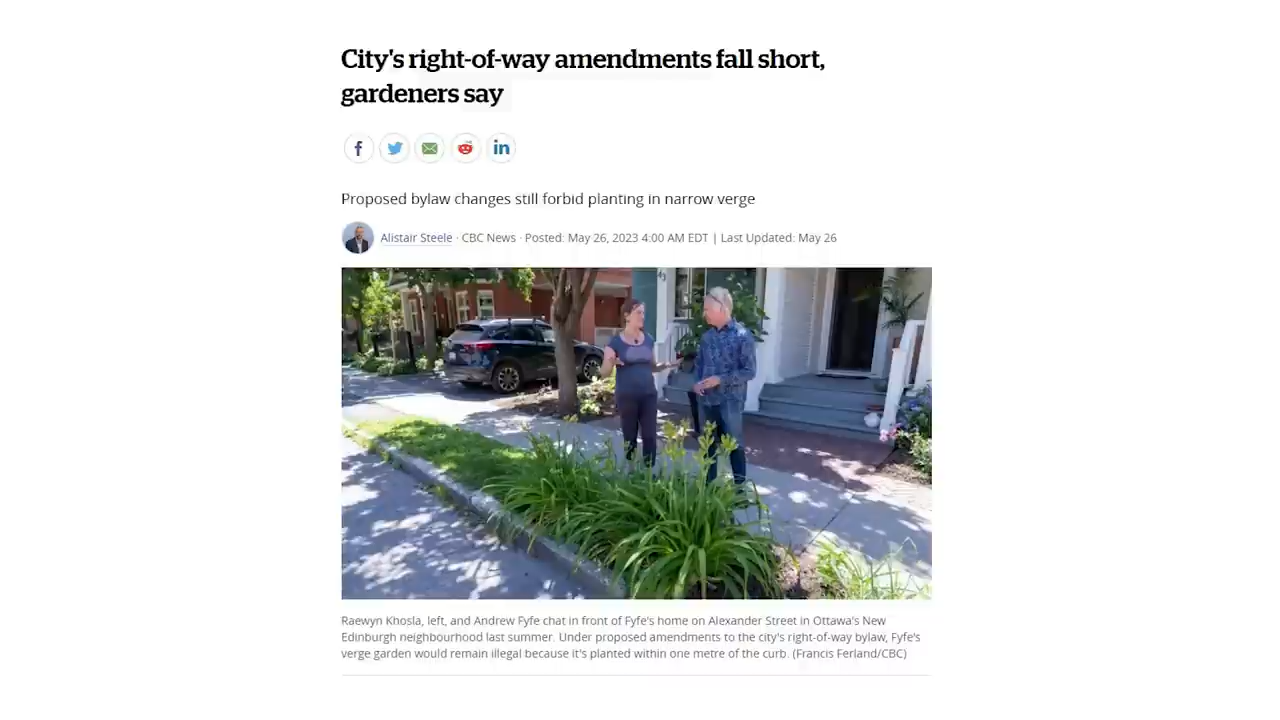 City's right-of-way amendments fall short,
gardeners say
Proposed bylaw changes still forbid planting in narrow verge
Alistair Steele · CBC News · Posted: May 26, 2023 4:00 AM EDT | Last Updated: May 26
43
Raewyn Khosla, left, and Andrew Fyfe chat in front of Fyfe's home on Alexander Street in Ottawa's New
Edinburgh neighbourhood last summer. Under proposed amendments to the city's right-of-way bylaw, Fyfe's
verge garden would remain illegal because it's planted within one metre of the curb. (Francis Ferland/CBC)